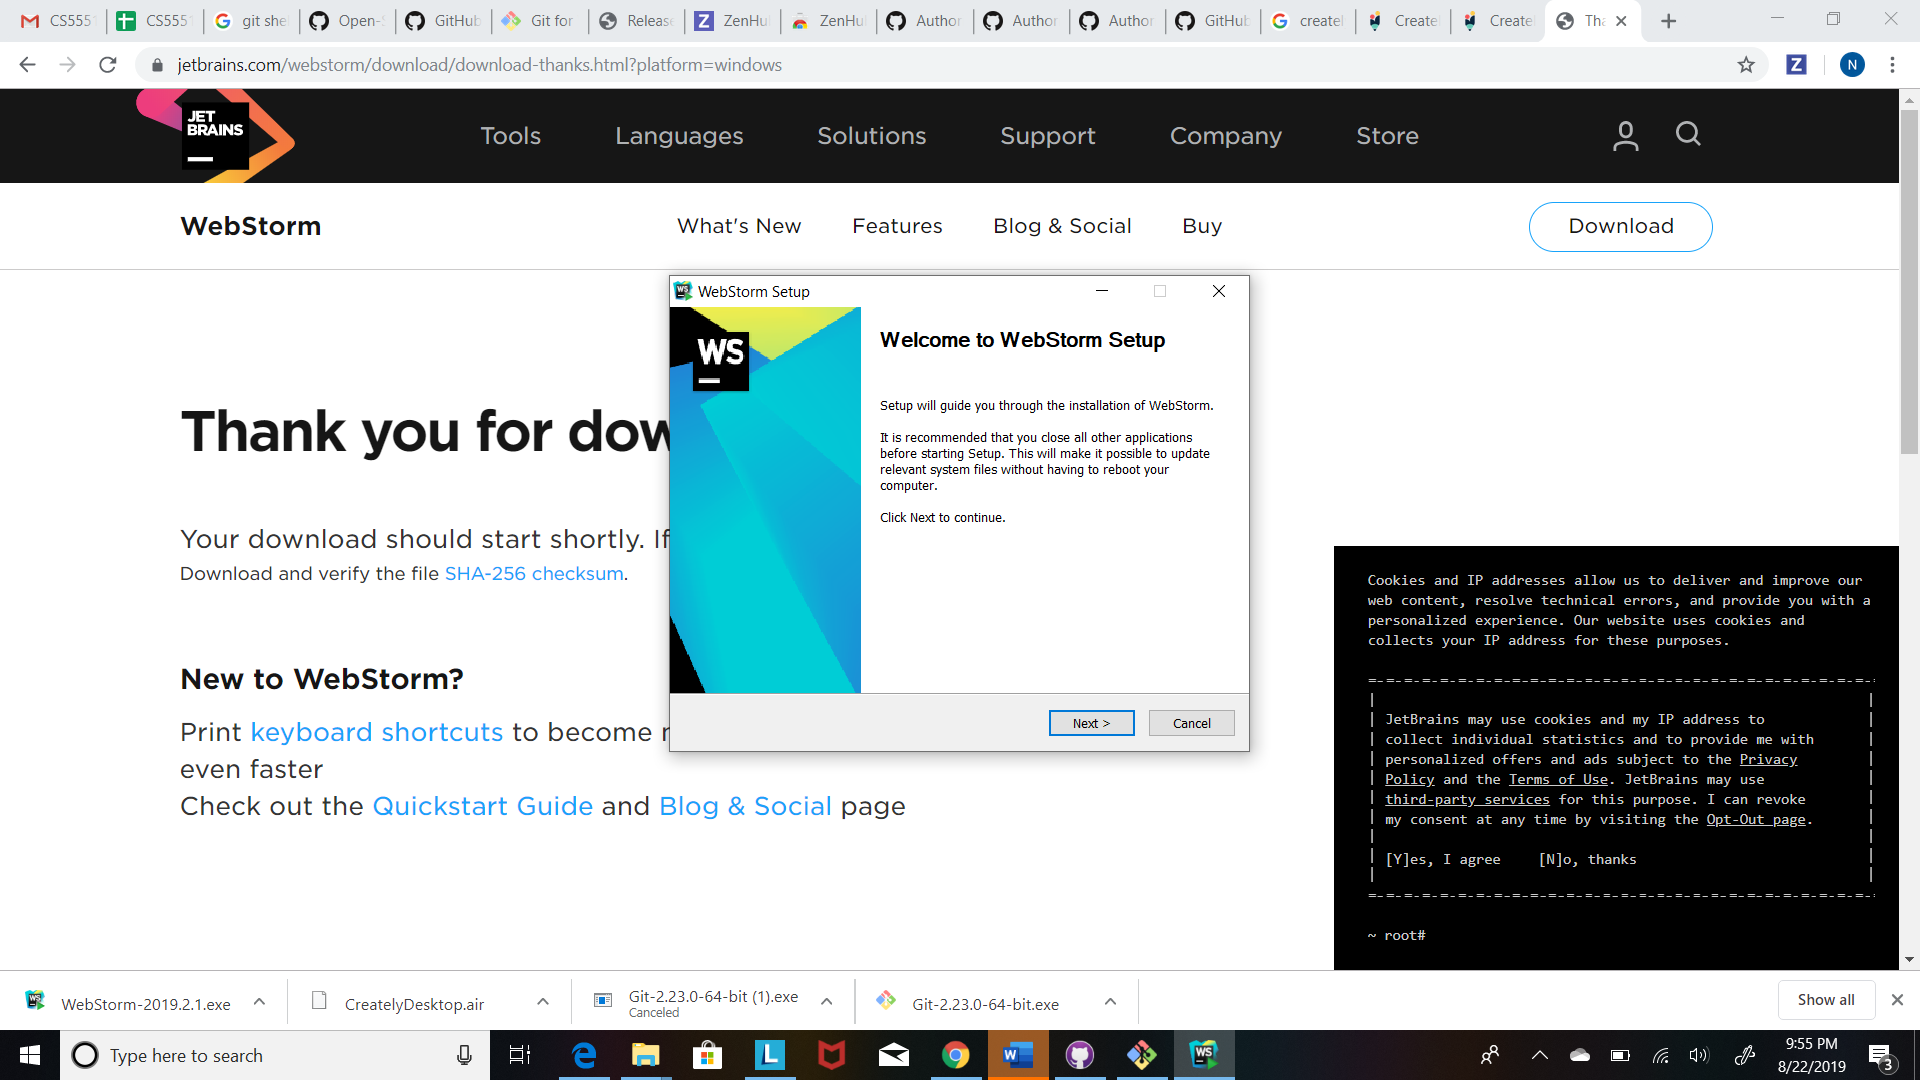 CS555
CS555
git she
Open-S
GitHub
Git for
Release
ZenHu
ZenHu
Author
Author
Author
GitHub
createl
Create
Create
Tha
jetbrains.com/webstorm/download/download-thanks.html?platform=windows
Z
N
JET
BRAINS
Tools
Languages
Solutions
Support
Company
Store
WebStorm
What's New
Features
Blog & Social
Buy
Download
WebStorm Setup
WS
Welcome to WebStorm Setup
Setup will guide you through the installation of WebStorm.
It is recommended that you close all other applications
before starting Setup. This will make it possible to update
relevant system files without having to reboot your
computer.
Click Next to continue.
Next >
Cancel
Thank you for dow
Your download should start shortly. If
Download and verify the file SHA-256 checksum.
New to WebStorm?
Print keyboard shortcuts to become
even faster
Check out the Quickstart Guide and Blog & Social page
Cookies and IP addresses allow us to deliver and improve our
web content, resolve technical errors, and provide you with a
personalized experience. Our website uses cookies and
collects your IP address for these purposes.
JetBrains may use cookies and my IP address to
collect individual statistics and to provide me with
personalized offers and ads subject to the Privacy
Policy and the Terms of Use. JetBrains may use
third-party services for this purpose. I can revoke
my consent at any time by visiting the Opt-Out page.
[Y]es, I agree [N]o, thanks
~ root#
WebStorm-2019.2.1.exe
CreatelyDesktop.air
Git-2.23.0-64-bit (1).exe
Canceled
Git-2.23.0-64-bit.exe
Show all
Type here to search
9:55 PM
8/22/2019
3